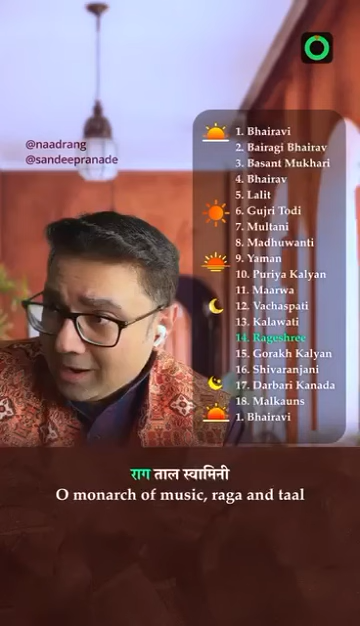 @naadrang
@sandeepranade
1. Bhairavi
2. Bairagi Bhairav
3. Basant Mukhari
4. Bhairav
5. Lalit
6. Gujri Todi
7. Multani
8. Madhuwanti
9. Yaman
10. Puriya Kalyan
11. Maarwa
12. Vachaspati
13. Kalawati
14. Rageshree
15. Gorakh Kalyan
16. Shivaranjani
17. Darbari Kanada
18. Malkauns
1. Bhairavi
राग ताल स्वामिनी
O monarch of music, raga and taal